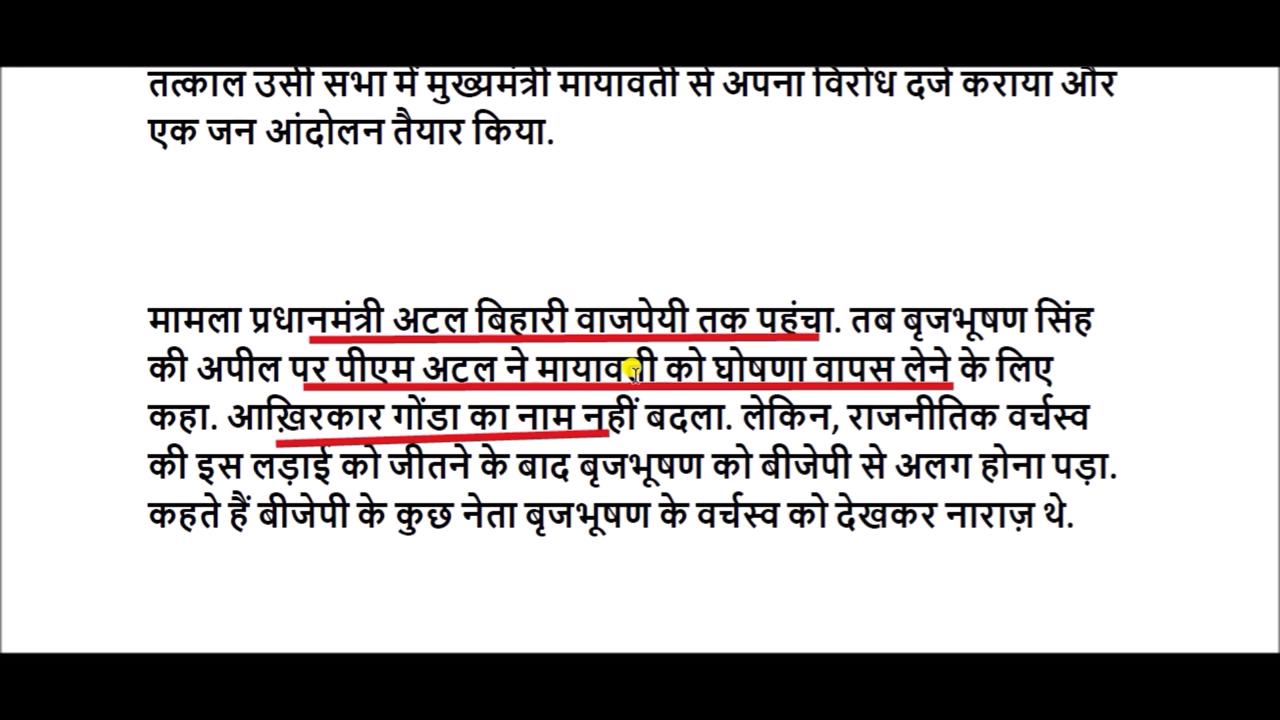 तत्काल उसी सभा में मुख्यमंत्री मायावती से अपना विरोध दर्ज कराया और
एक जन आंदोलन तैयार किया.
मामला प्रधानमंत्री अटल बिहारी वाजपेयी तक पहुंचा. तब बृजभूषण सिंह
की अपील पर पीएम अटल ने मायावती को घोषणा वापस लेने के लिए
कहा. आख़िरकार गोंडा का नाम नहीं बदला. लेकिन, राजनीतिक वर्चस्व
की इस लड़ाई को जीतने के बाद बृजभूषण को बीजेपी से अलग होना पड़ा.
कहते हैं बीजेपी के कुछ नेता बृजभूषण के वर्चस्व को देखकर नाराज़ थे.